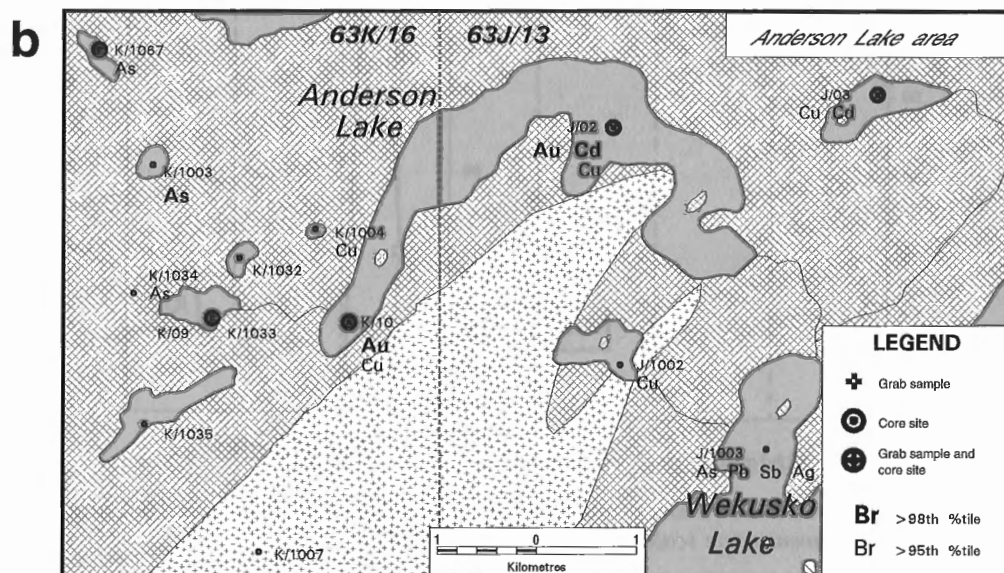 b
63K/16 63J/13
Anderson Lake area
K/1067
As
Anderson
Lake
J/03
Cu Cd
J/02
Au Cd
Cu
K/1003
As
K/1004
Cu
K/1032
K/1034
As
K/09
K/1033
K/10
Au
Cu
J/1002
Cu
K/1035
J/1003
As Pb Sb Ag
Wekusko
Lake
K/1007
1 0 1
Kilometres
LEGEND
Grab sample
Core site
Grab sample and
core site
Br >98th %tile
Br >95th %tile